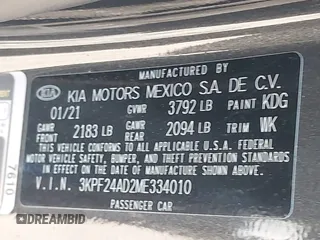 MANUFACTURED BY
KIA KIA MOTORS MEXICO S.A. DE C.V.
01/21 GVWR 3792 LB PAINT KDG
GAWR FRONT 2183 LB GAWR REAR 2094 LB TRIM WK
THIS VEHICLE CONFORMS TO ALL APPLICABLE U.S. FEDERAL
MOTOR VEHICLE SAFETY, BUMPER, AND THEFT PREVENTION
STANDARDS IN EFFECT ON THE DATE OF MANUFACTURE SHOWN ABOVE.
V.I.N. 3KPF24AD2ME334010
PASSENGER CAR
7610
DREAMBID